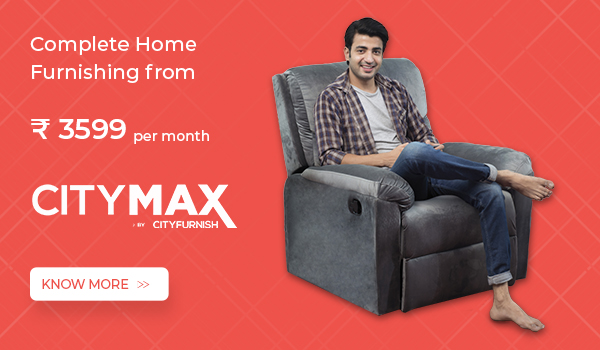 Complete Home
Furnishing from
₹ 3599 per month
CITYMAX
BY CITYFURNISH
KNOW MORE >>